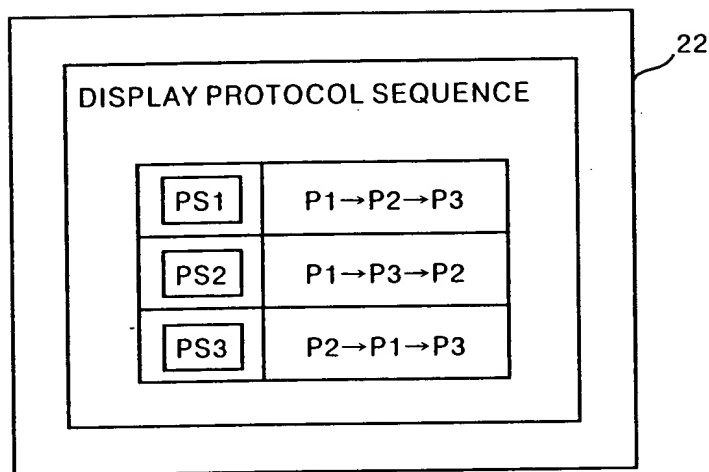 22
DISPLAY PROTOCOL SEQUENCE
PS1 P1→P2→P3
PS2 P1→P3→P2
PS3 P2→P1→P3